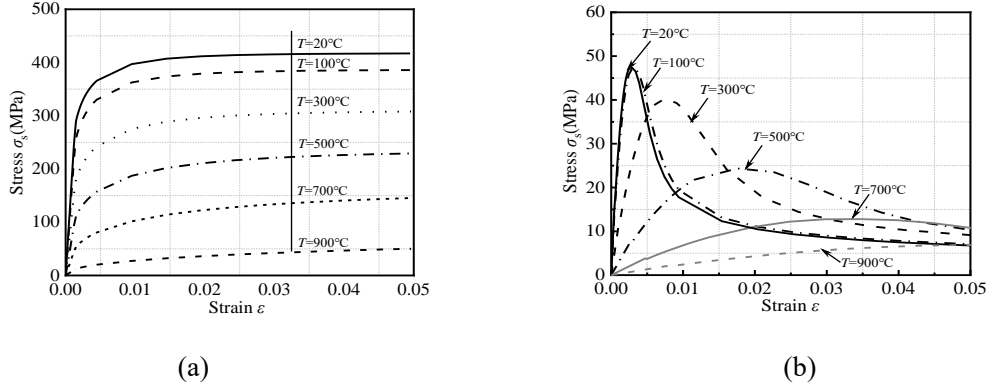 500
400
300
200
100
0
Stress σs(MPa)
0.00
0.01
0.02
0.03
0.04
0.05
Strain ε
T=20℃
T=100℃
T=300℃
T=500℃
T=700℃
T=900℃
(a)
60
50
40
30
20
10
0
Stress σs(MPa)
0.00
0.01
0.02
0.03
0.04
0.05
Strain ε
T=20℃
T=100℃
T=300℃
T=500℃
T=700℃
T=900℃
(b)